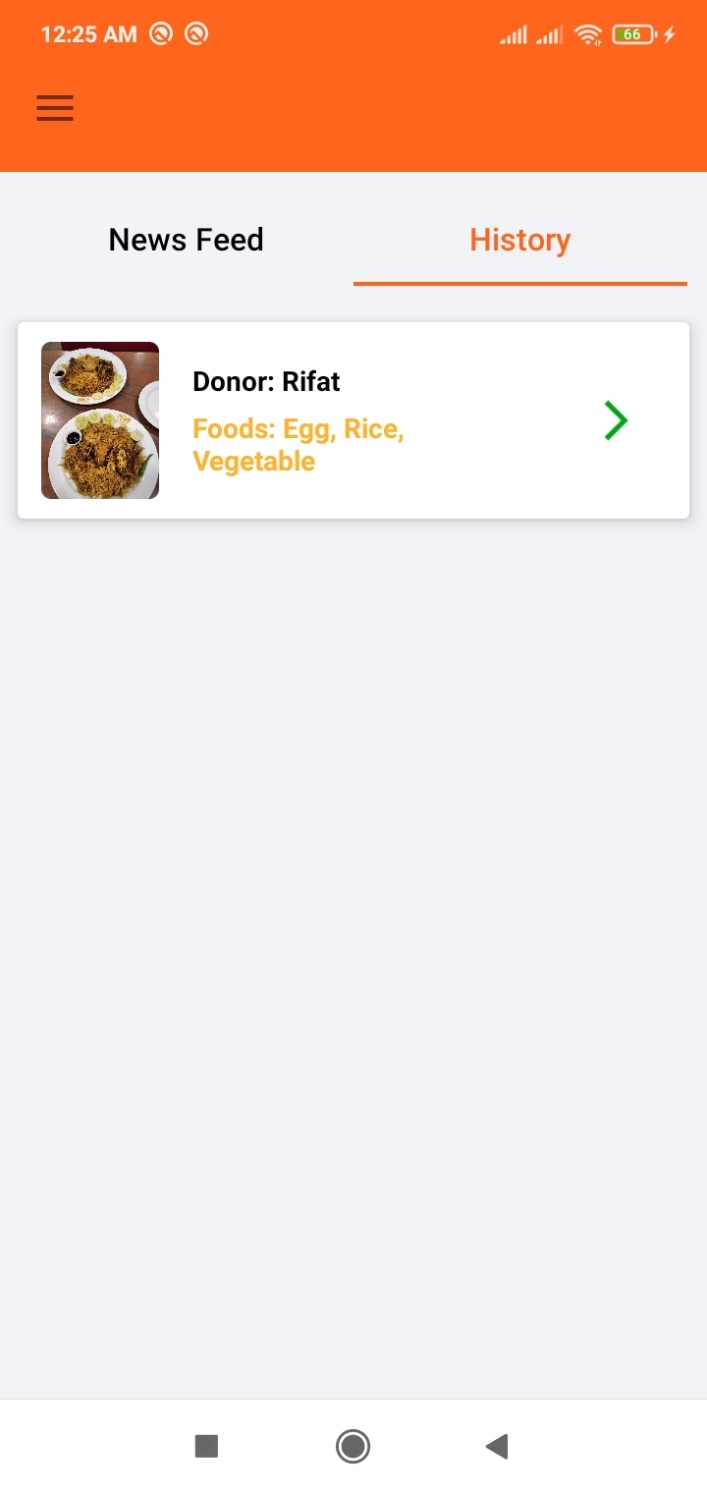 12:25 AM 66
News Feed
History
Donor: Rifat
Foods: Egg, Rice,
Vegetable